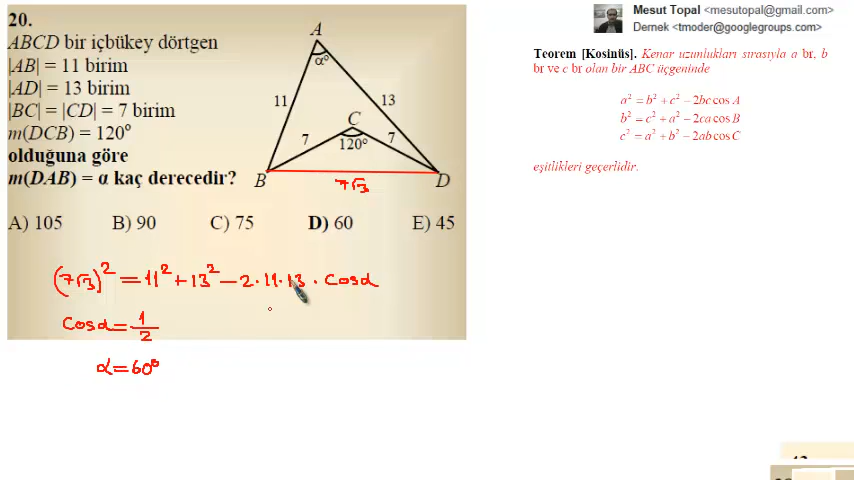 20.
ABCD bir içbükey dörtgen
|AB| = 11 birim
|AD| = 13 birim
|BC| = |CD| = 7 birim
m(DCB) = 120°
olduğuna göre
m(DAB) = α kaç derecedir?
A
α°
11
13
C
7
7
120°
B
D
7√3
A) 105 B) 90 C) 75 D) 60 E) 45
(7√3)² = 11² + 13² − 2·11·13 · Cosα
Cosα = 1/2
α = 60°
Mesut Topal <mesutopal@gmail.com>
Dernek <tmoder@googlegroups.com>
Teorem [Kosinüs]. Kenar uzunlukları sırasıyla a br, b
br ve c br olan bir ABC üçgeninde
a² = b² + c² − 2bc cos A
b² = c² + a² − 2ca cos B
c² = a² + b² − 2ab cos C
eşitlikleri geçerlidir.